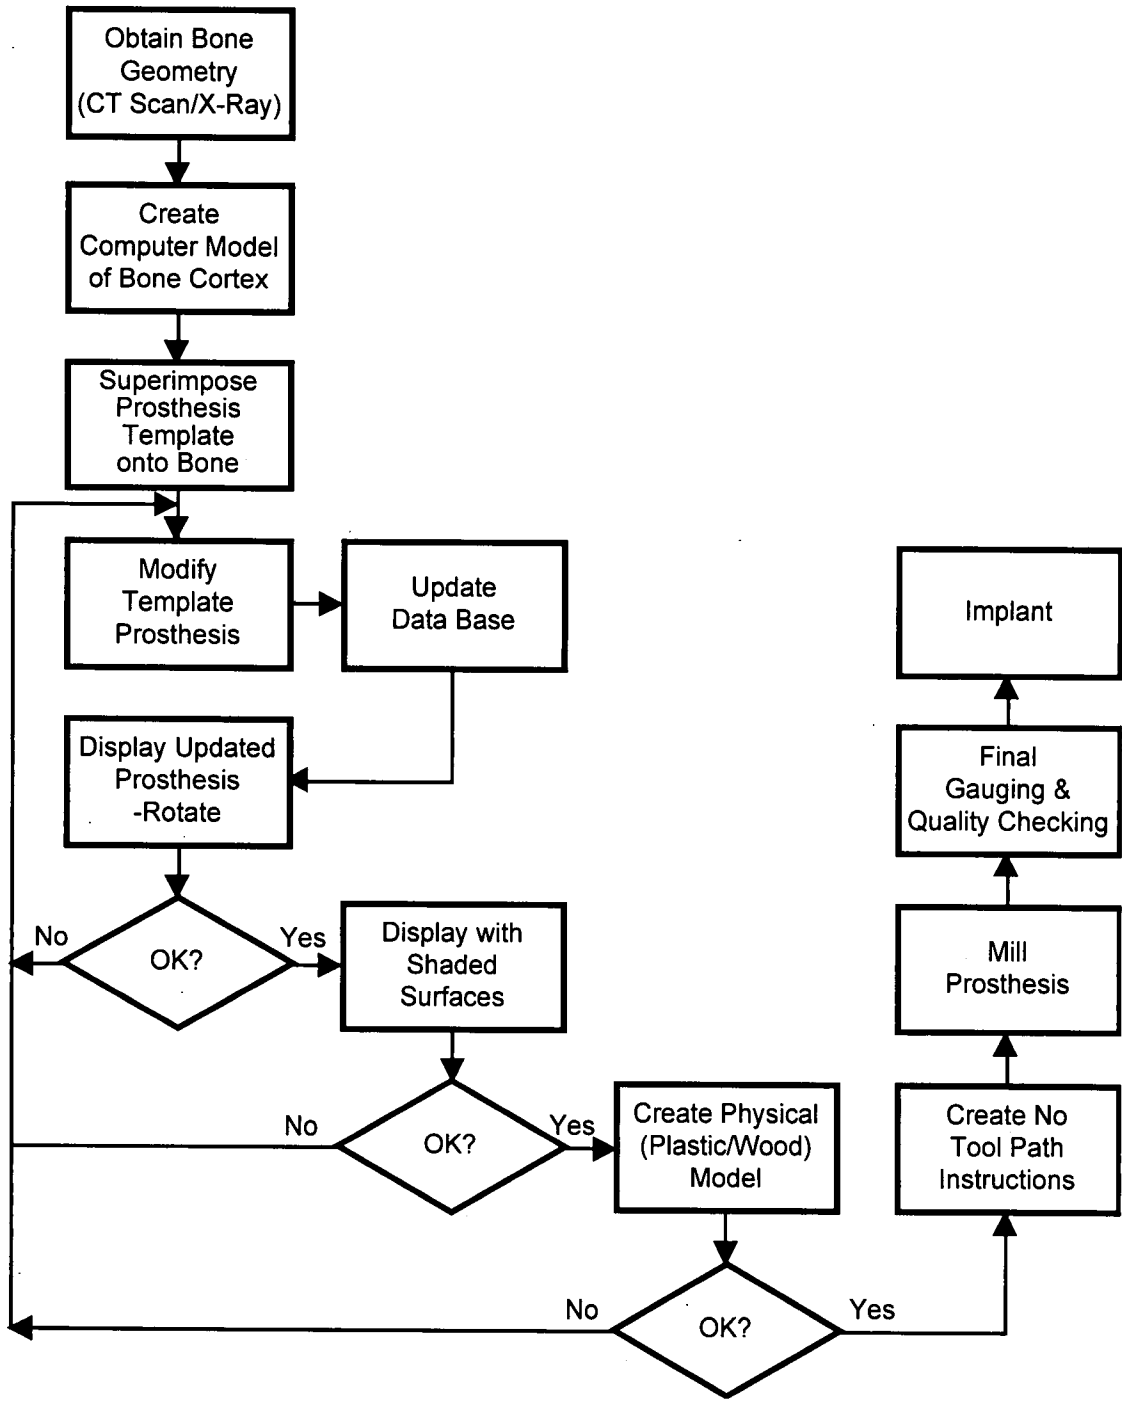 Obtain Bone
Geometry
(CT Scan/X-Ray)
Create
Computer Model
of Bone Cortex
Superimpose
Prosthesis
Template
onto Bone
Modify
Template
Prosthesis
Update
Data Base
Display Updated
Prosthesis
-Rotate
OK?
No
Yes
Display with
Shaded
Surfaces
OK?
No
Yes
Create Physical
(Plastic/Wood)
Model
OK?
No
Yes
Create No
Tool Path
Instructions
Mill
Prosthesis
Final
Gauging &
Quality Checking
Implant